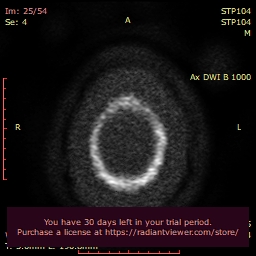 Im: 25/54
STP104
Se: 4
A
STP104
M
Ax DWI B 1000
R
L
You have 30 days left in your trial period.
Purchase a license at https://radiantviewer.com/store/